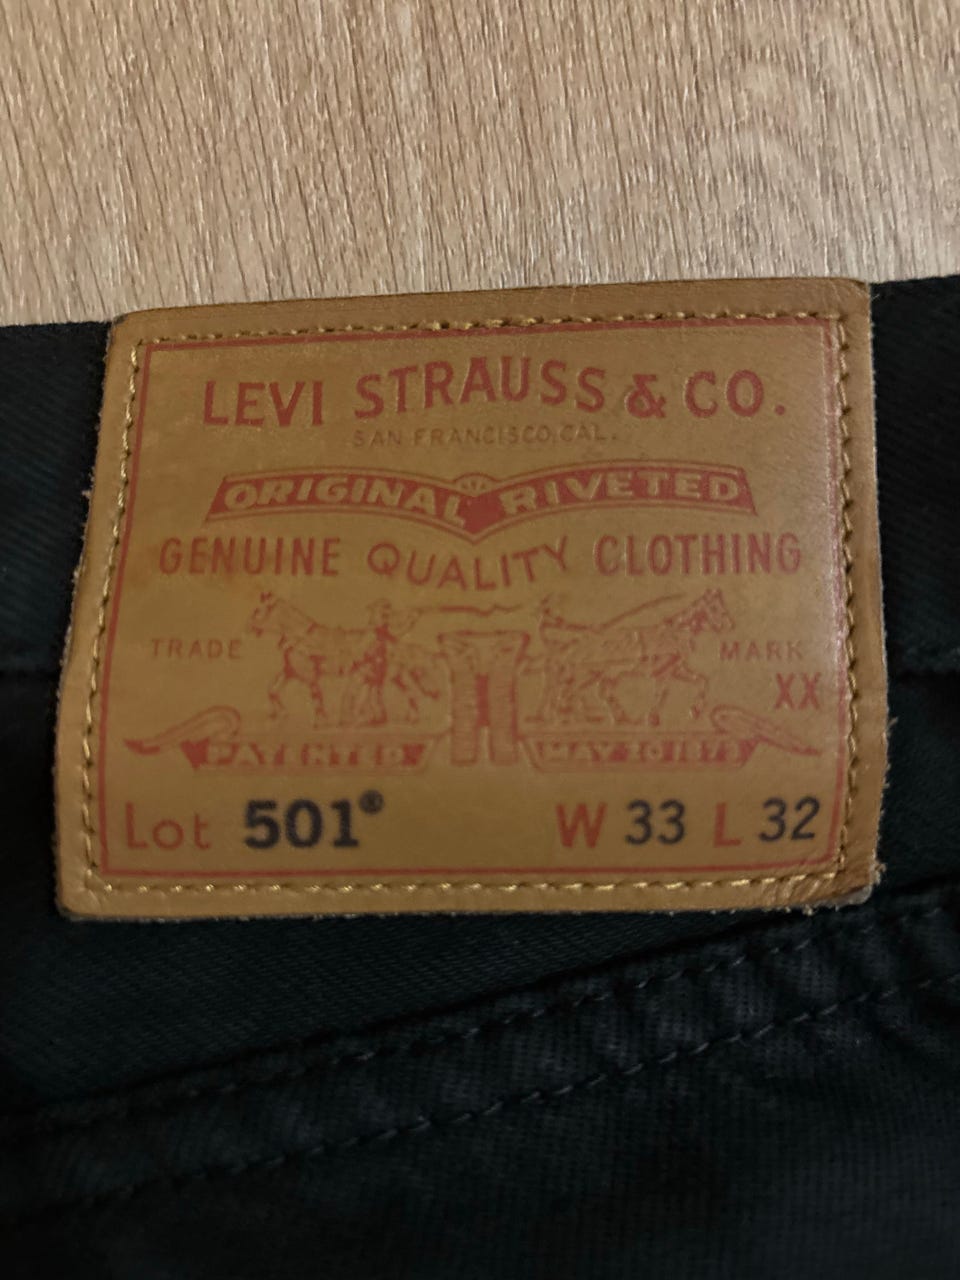 LEVI STRAUSS & CO.
SAN FRANCISCO, CAL.
ORIGINAL RIVETED
GENUINE QUALITY CLOTHING
TRADE MARK
XX
PATENTED MAY 20 1873
Lot 501® W 33 L 32